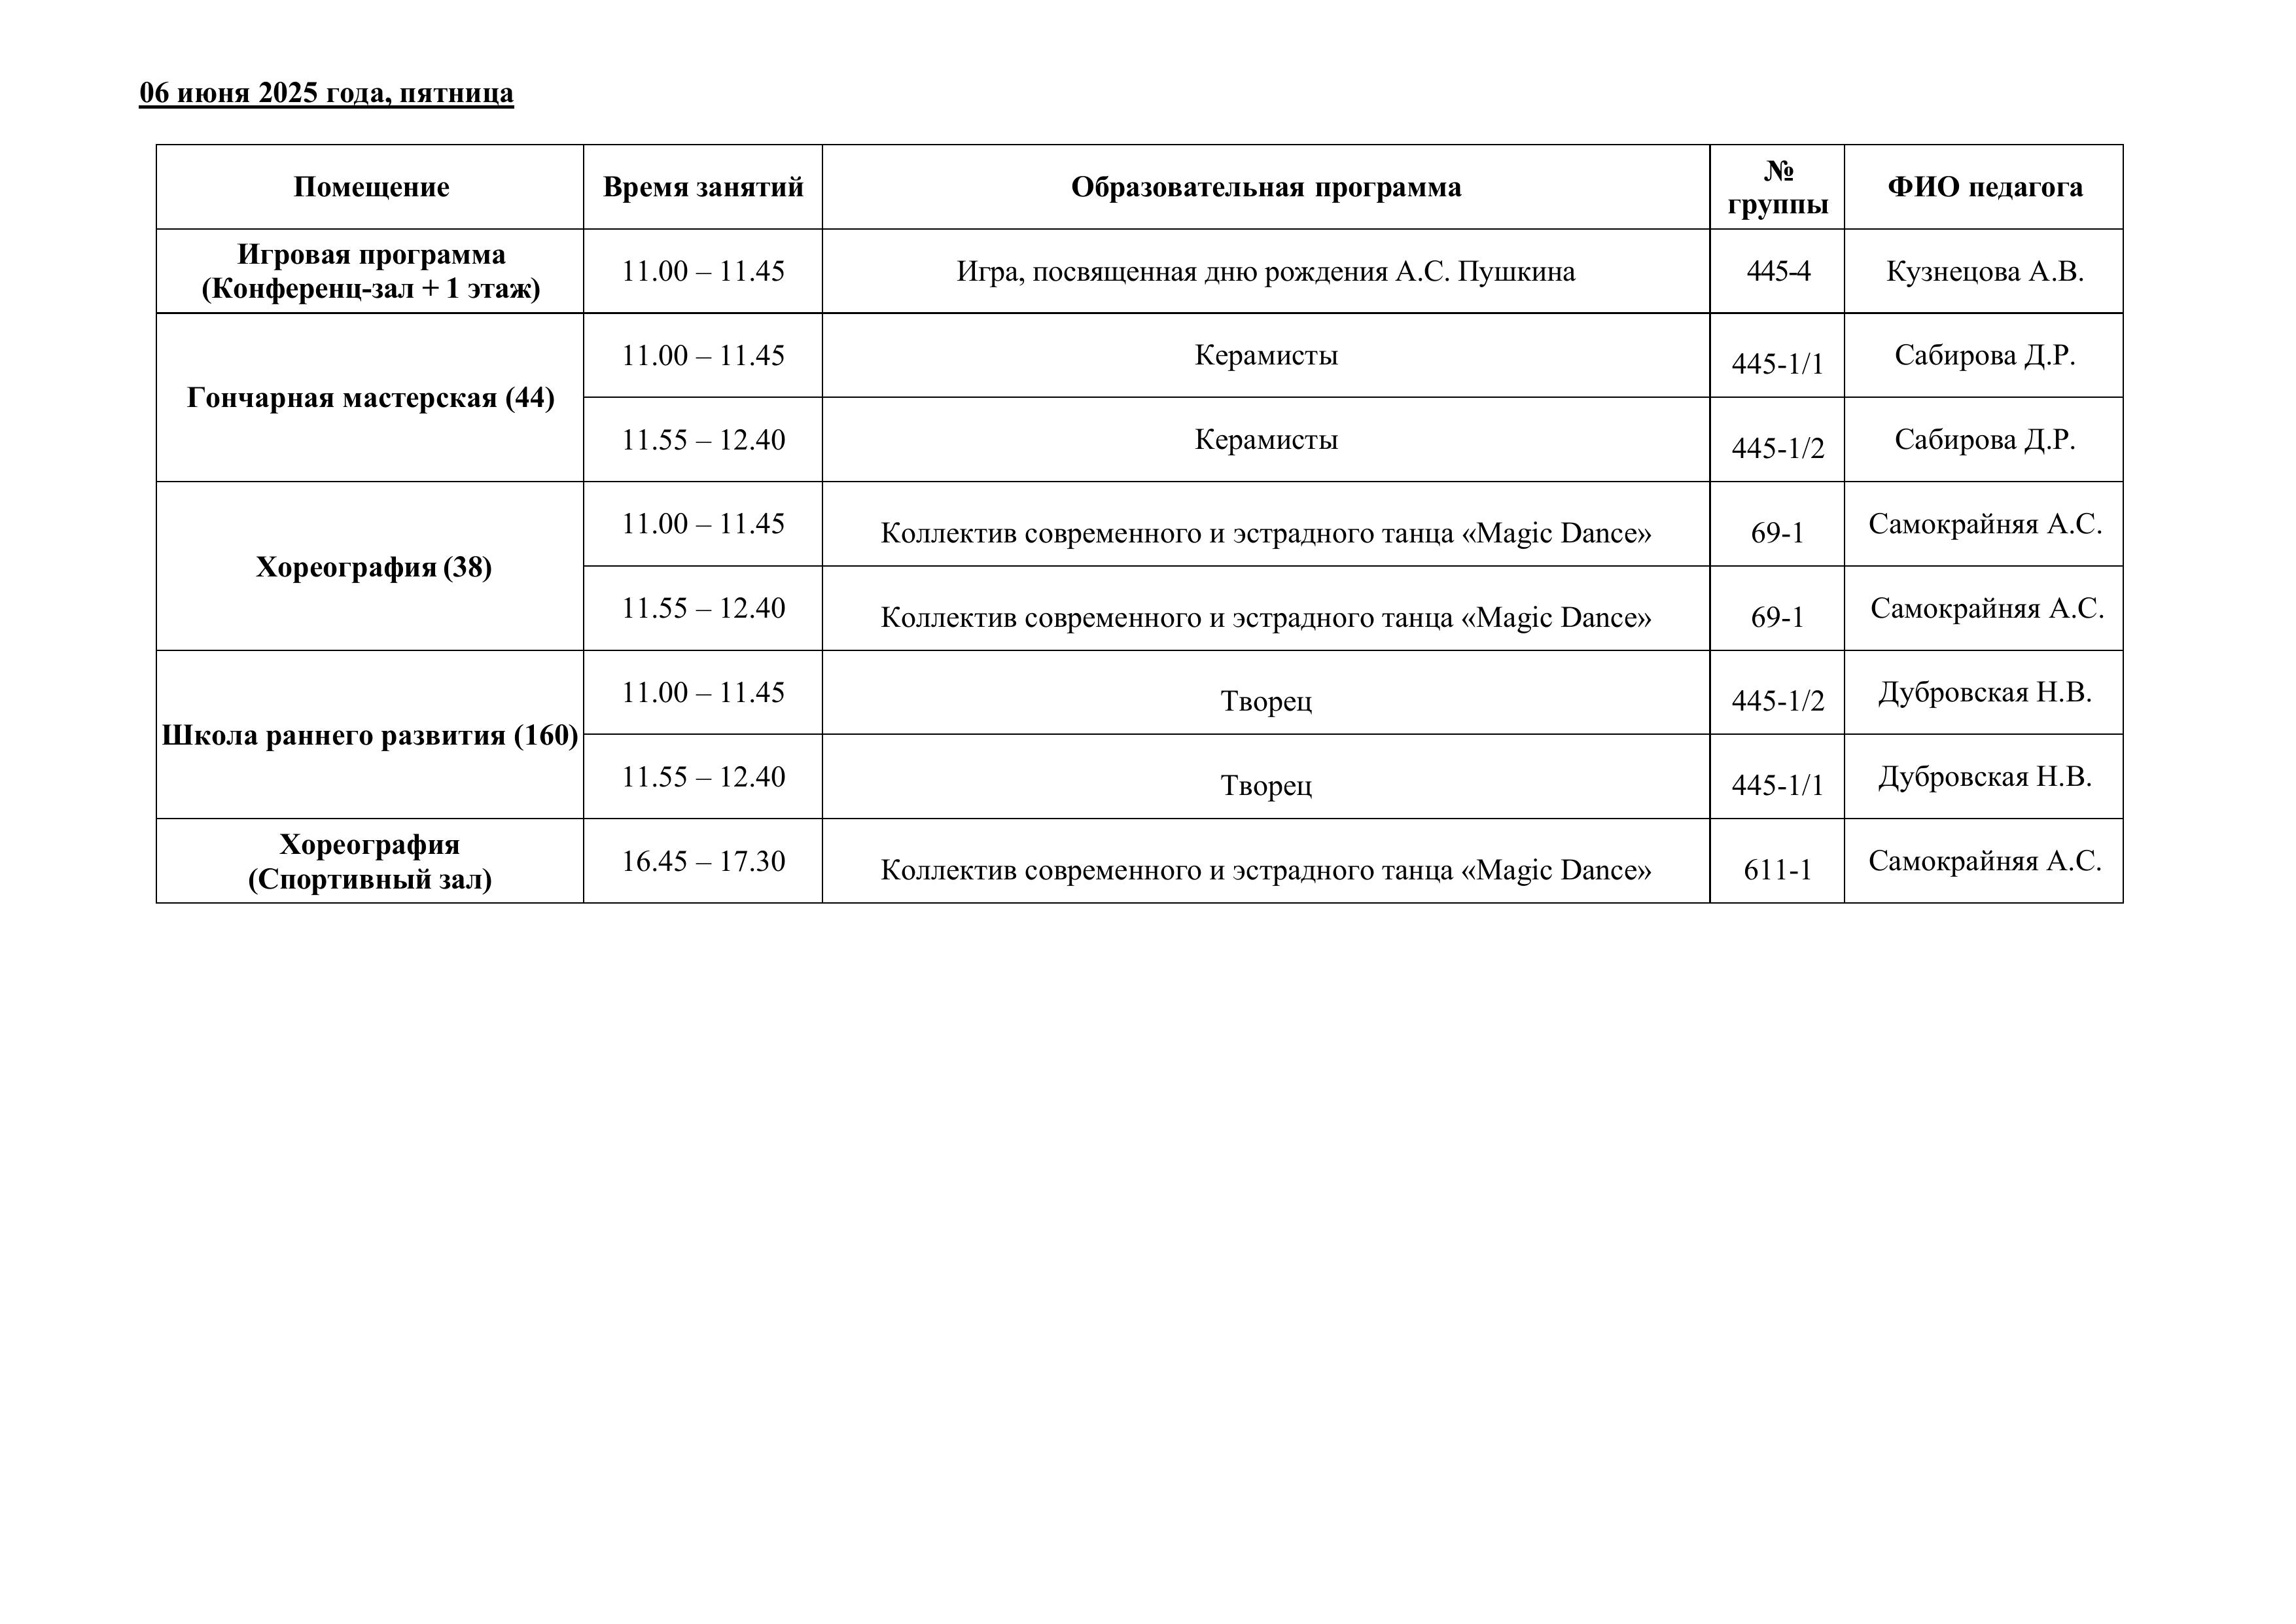 06 июня 2025 года, пятница
Помещение Время занятий Образовательная программа № группы ФИО педагога
Игровая программа
(Конференц-зал + 1 этаж) 11.00 – 11.45 Игра, посвященная дню рождения А.С. Пушкина 445-4 Кузнецова А.В.
Гончарная мастерская (44) 11.00 – 11.45 Керамисты 445-1/1 Сабирова Д.Р.
11.55 – 12.40 Керамисты 445-1/2 Сабирова Д.Р.
Хореография (38) 11.00 – 11.45 Коллектив современного и эстрадного танца «Magic Dance» 69-1 Самокрайняя А.С.
11.55 – 12.40 Коллектив современного и эстрадного танца «Magic Dance» 69-1 Самокрайняя А.С.
Школа раннего развития (160) 11.00 – 11.45 Творец 445-1/2 Дубровская Н.В.
11.55 – 12.40 Творец 445-1/1 Дубровская Н.В.
Хореография
(Спортивный зал) 16.45 – 17.30 Коллектив современного и эстрадного танца «Magic Dance» 611-1 Самокрайняя А.С.